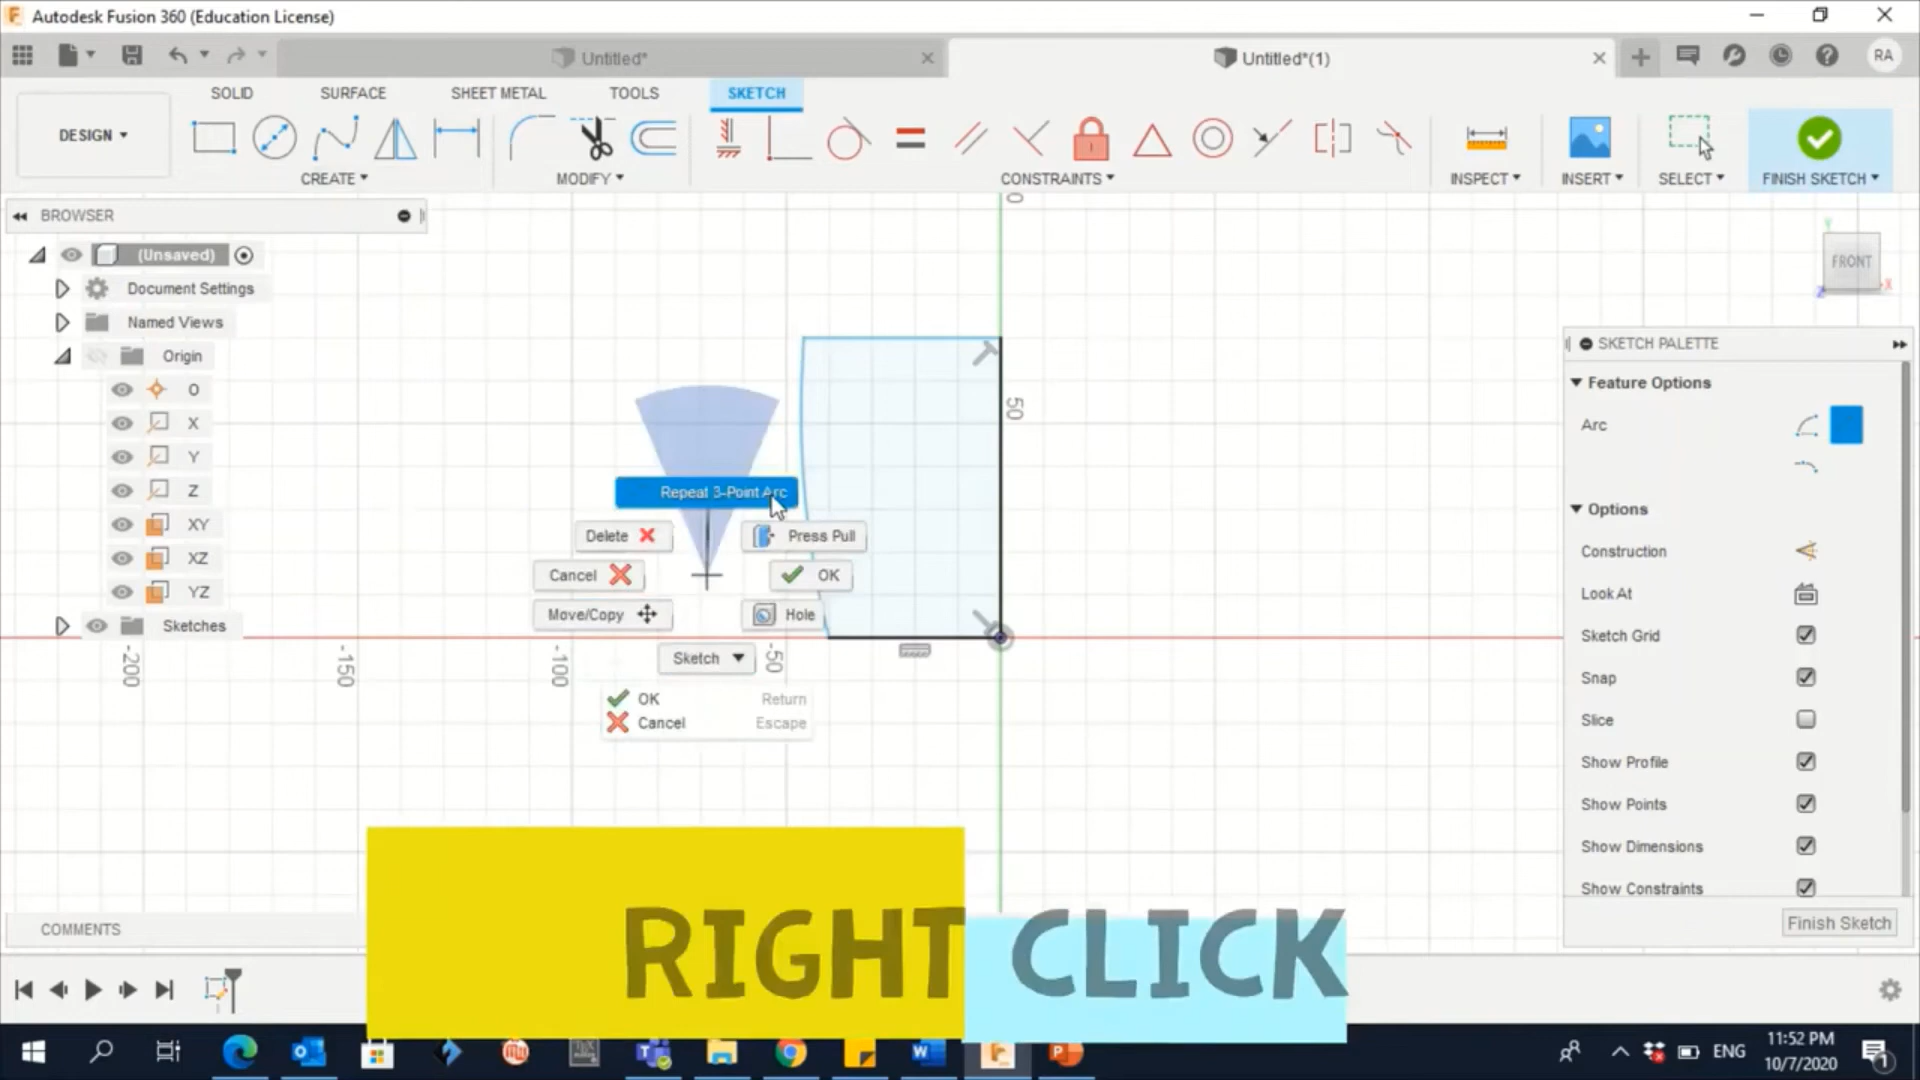 Autodesk Fusion 360 (Education License)
Untitled*
Untitled*(1)
RA
SOLID
SURFACE
SHEET METAL
TOOLS
SKETCH
DESIGN
CREATE
MODIFY
CONSTRAINTS
INSPECT
INSERT
SELECT
FINISH SKETCH
BROWSER
(Unsaved)
Document Settings
Named Views
Origin
O
X
Y
Z
XY
XZ
YZ
Sketches
0
50
-200
-150
-100
-50
FRONT
Y
Z
X
Repeat 3-Point Arc
Delete
Press Pull
Cancel
OK
Move/Copy
Hole
Sketch
OK Return
Cancel Escape
SKETCH PALETTE
Feature Options
Arc
Options
Construction
Look At
Sketch Grid
Snap
Slice
Show Profile
Show Points
Show Dimensions
Show Constraints
Finish Sketch
COMMENTS
RIGHT CLICK
ENG
11:52 PM
10/7/2020
1